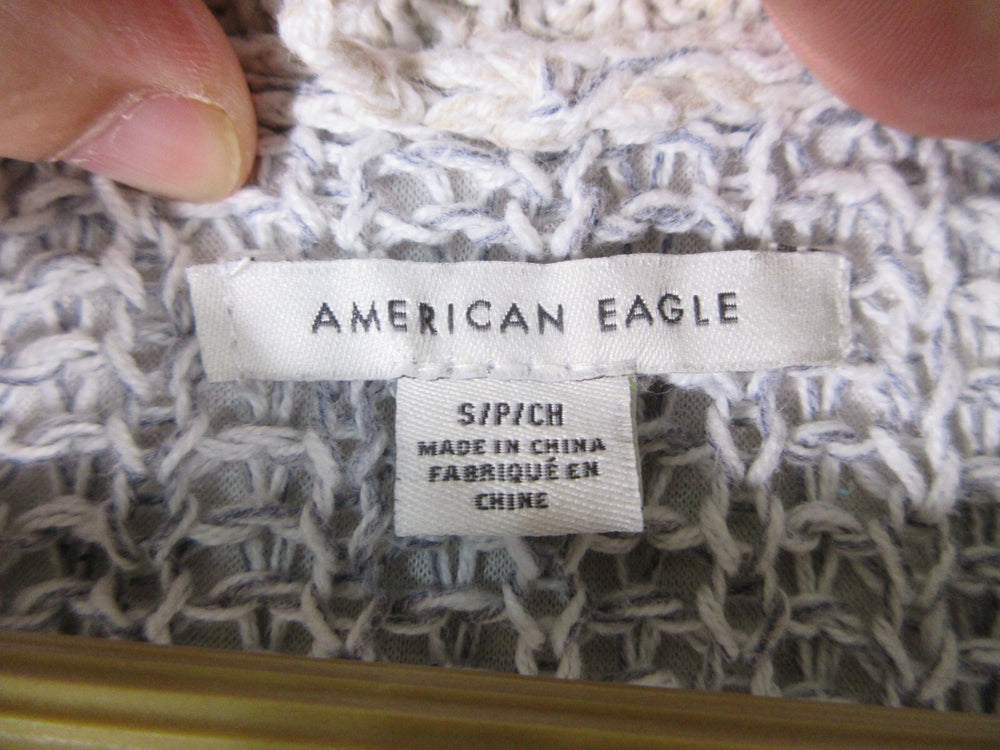 AMERICAN EAGLE
S/P/CH
MADE IN CHINA
FABRIQUÉ EN
CHINE